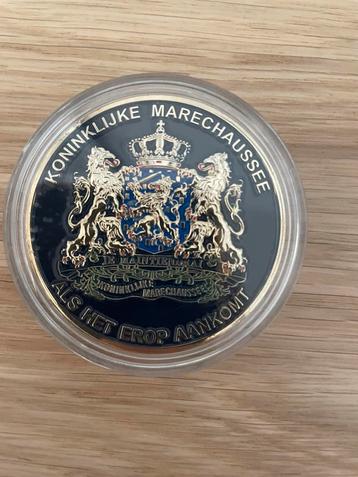 KONINKLIJKE MARECHAUSSEE
JE MAINTIENDRAI
KONINKLIJKE
MARECHAUSSEE
ALS HET EROP AANKOMT